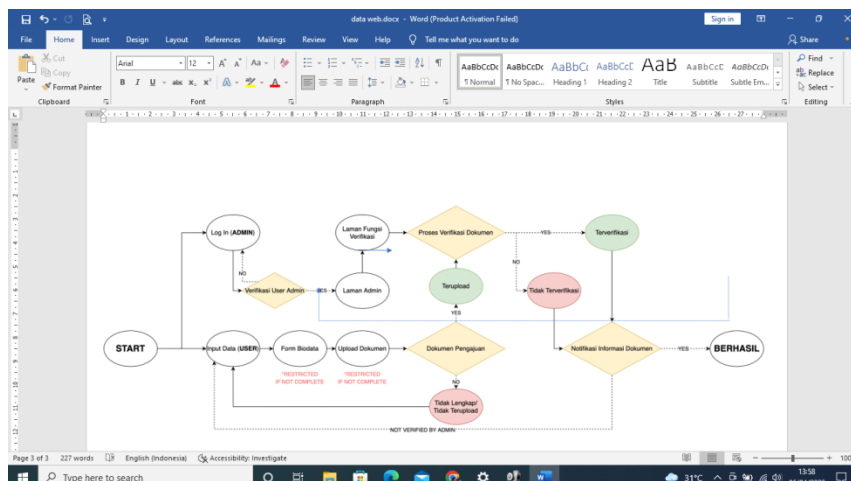 data web.docx - Word (Product Activation Failed)
Sign in
File Home Insert Design Layout References Mailings Review View Help Tell me what you want to do Share
Paste
Cut
Copy
Format Painter
Clipboard
Arial 12
Font
Paragraph
AaBbCcDc AaBbCcDc AaBbCc AaBbCcE AaB AaBbCcD AaBbCcDc
¶ Normal ¶ No Spac... Heading 1 Heading 2 Title Subtitle Subtle Em...
Styles
Find
Replace
Select
Editing
Log In (ADMIN)
Laman Fungsi
Verifikasi
Proses Verifikasi Dokumen
YES
Terverifikasi
NO
NO
Verifikasi User Admin
YES
Laman Admin
Terupload
Tidak Terverifikasi
YES
START
Input Data (USER)
Form Biodata
Upload Dokumen
Dokumen Pengajuan
Notifikasi Informasi Dokumen
YES
BERHASIL
*RESTRICTED
IF NOT COMPLETE
*RESTRICTED
IF NOT COMPLETE
NO
Tidak Lengkap/
Tidak Terupload
NOT VERIFIED BY ADMIN
Page 3 of 3 227 words English (Indonesia) Accessibility: Investigate 100
Type here to search
31°C
13:58